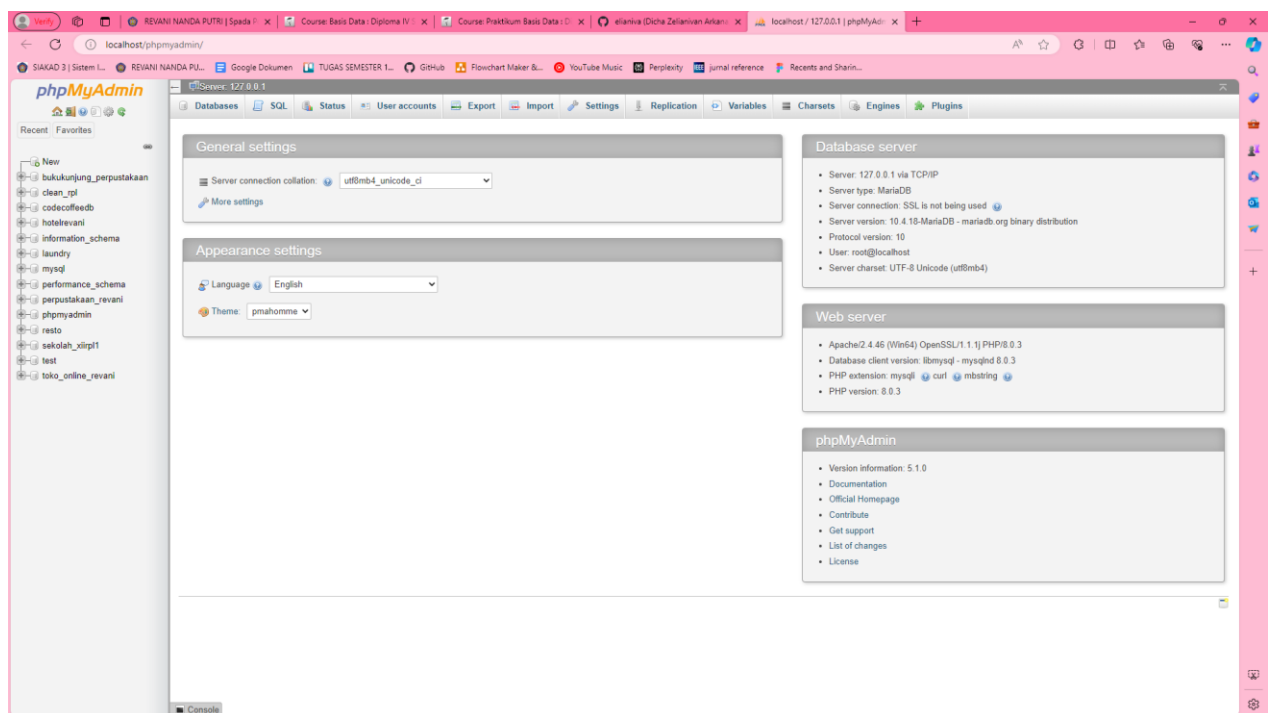 Verify
REVANI NANDA PUTRI | Spada P
Course: Basis Data : Diploma IV S
Course: Praktikum Basis Data : Di
elianiva (Dicha Zelianivan Arkana
localhost / 127.0.0.1 | phpMyAdm
localhost/phpmyadmin/
SIAKAD 3 | Sistem I...
REVANI NANDA PU...
Google Dokumen
TUGAS SEMESTER 1...
GitHub
Flowchart Maker &...
YouTube Music
Perplexity
jurnal reference
Recents and Sharin...
phpMyAdmin
Recent Favorites
New
bukukunjung_perpustakaan
clean_rpl
codecoffeedb
hotelrevani
information_schema
laundry
mysql
performance_schema
perpustakaan_revani
phpmyadmin
resto
sekolah_xiirpl1
test
toko_online_revani
Server: 127.0.0.1
Databases SQL Status User accounts Export Import Settings Replication Variables Charsets Engines Plugins
General settings
Server connection collation: utf8mb4_unicode_ci
More settings
Appearance settings
Language English
Theme: pmahomme
Database server
Server: 127.0.0.1 via TCP/IP
Server type: MariaDB
Server connection: SSL is not being used
Server version: 10.4.18-MariaDB - mariadb.org binary distribution
Protocol version: 10
User: root@localhost
Server charset: UTF-8 Unicode (utf8mb4)
Web server
Apache/2.4.46 (Win64) OpenSSL/1.1.1j PHP/8.0.3
Database client version: libmysql - mysqlnd 8.0.3
PHP extension: mysqli curl mbstring
PHP version: 8.0.3
phpMyAdmin
Version information: 5.1.0
Documentation
Official Homepage
Contribute
Get support
List of changes
License
Console